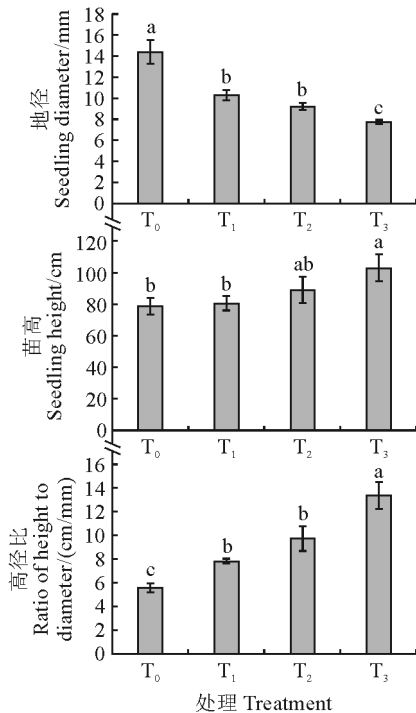 地径
Seedling diameter/mm
18
16
14
12
10
8
6
4
2
0
a
b
b
c
T₀ T₁ T₂ T₃
苗高
Seedling height/cm
120
100
80
60
40
20
0
b
b
ab
a
T₀ T₁ T₂ T₃
高径比
Ratio of height to
diameter/(cm/mm)
16
14
12
10
8
6
4
2
0
c
b
b
a
T₀ T₁ T₂ T₃
处理 Treatment